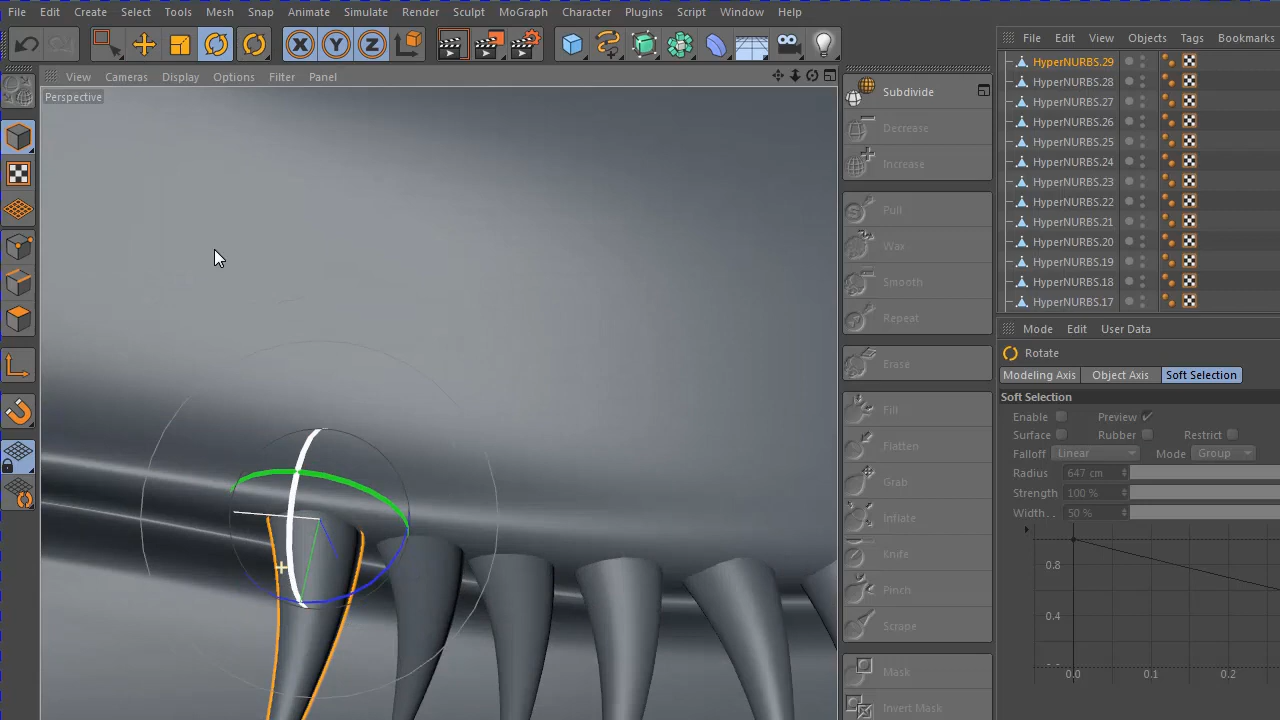 File Edit Create Select Tools Mesh Snap Animate Simulate Render Sculpt MoGraph Character Plugins Script Window Help
X Y Z
File Edit View Objects Tags Bookmarks
View Cameras Display Options Filter Panel
Perspective
Subdivide
Decrease
Increase
Pull
Wax
Smooth
Repeat
Erase
Fill
Flatten
Grab
Inflate
Knife
Pinch
Scrape
Mask
Invert Mask
HyperNURBS.29
HyperNURBS.28
HyperNURBS.27
HyperNURBS.26
HyperNURBS.25
HyperNURBS.24
HyperNURBS.23
HyperNURBS.22
HyperNURBS.21
HyperNURBS.20
HyperNURBS.19
HyperNURBS.18
HyperNURBS.17
Mode Edit User Data
Rotate
Modeling Axis Object Axis Soft Selection
Soft Selection
Enable Preview
Surface Rubber Restrict
Falloff Linear Mode Group
Radius 647 cm
Strength 100 %
Width. . 50 %
0.8
0.4
0.0 0.1 0.2